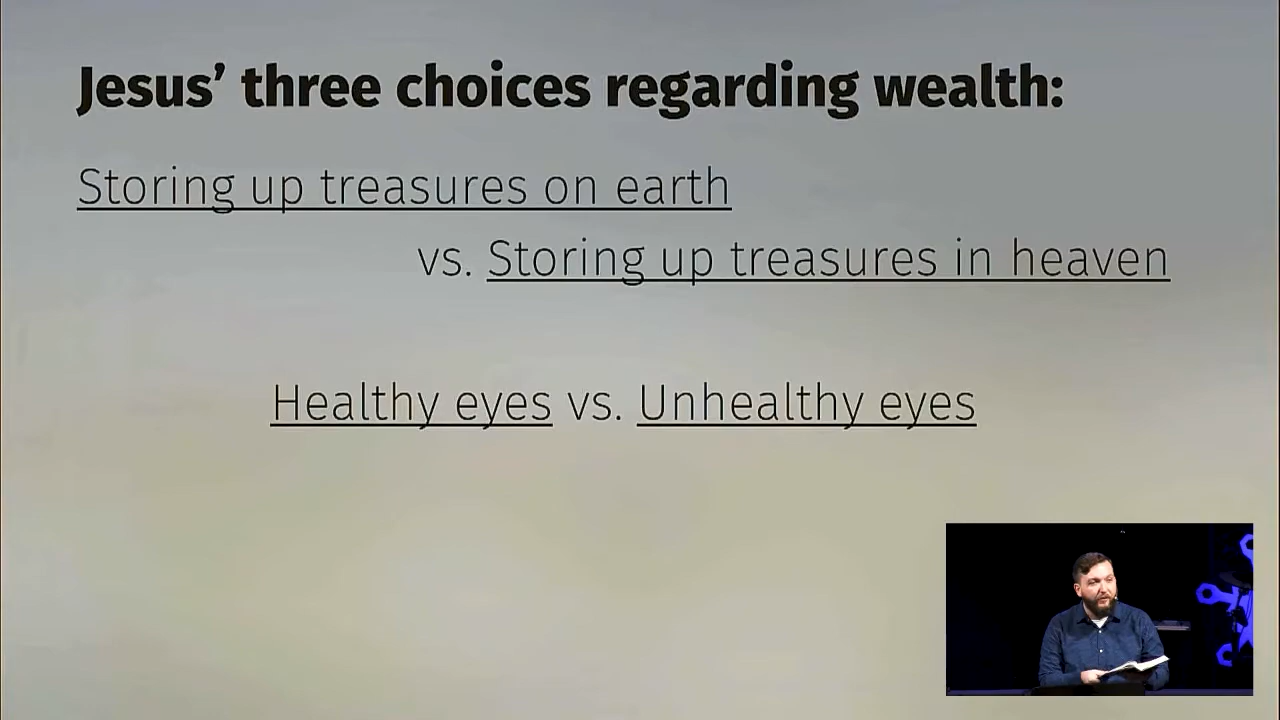 Jesus’ three choices regarding wealth:
Storing up treasures on earth
vs. Storing up treasures in heaven
Healthy eyes vs. Unhealthy eyes